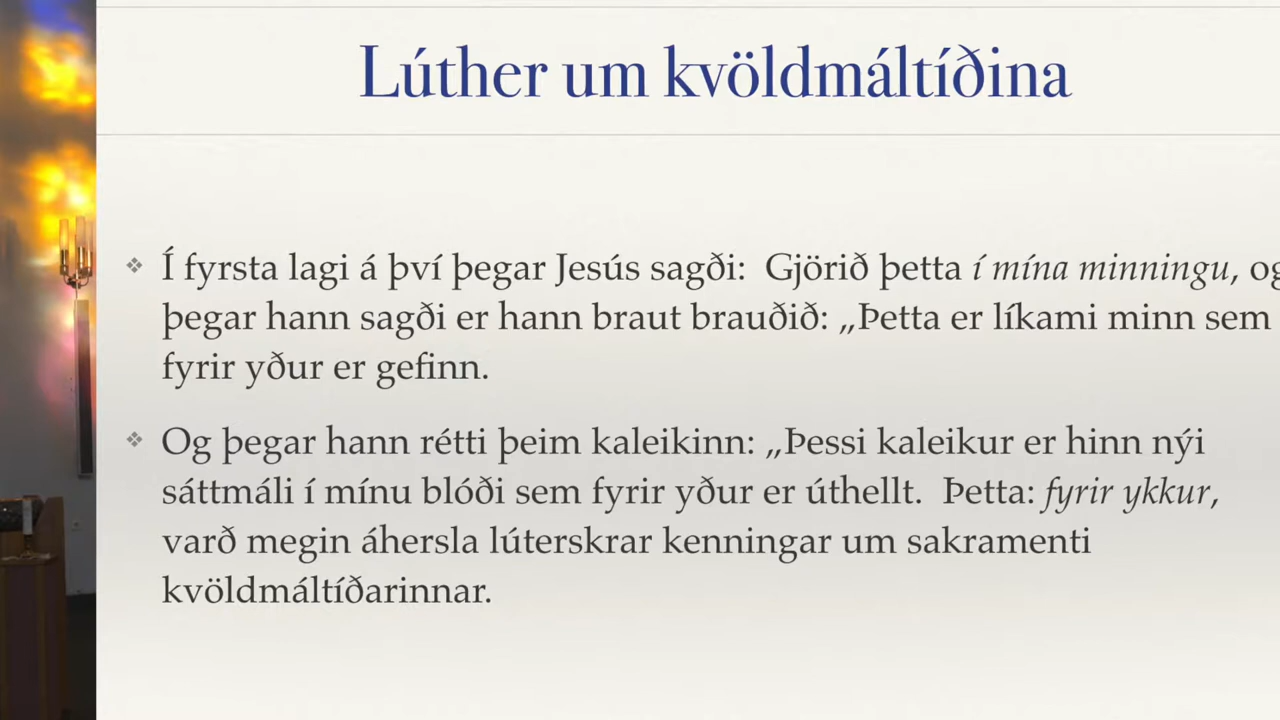 Lúther um kvöldmáltíðina
❖ Í fyrsta lagi á því þegar Jesús sagði:  Gjörið þetta í mína minningu, og
þegar hann sagði er hann braut brauðið: „Þetta er líkami minn sem
fyrir yður er gefinn.
❖ Og þegar hann rétti þeim kaleikinn: „Þessi kaleikur er hinn nýi
sáttmáli í mínu blóði sem fyrir yður er úthellt.  Þetta: fyrir ykkur,
varð megin áhersla lúterskrar kenningar um sakramenti
kvöldmáltíðarinnar.